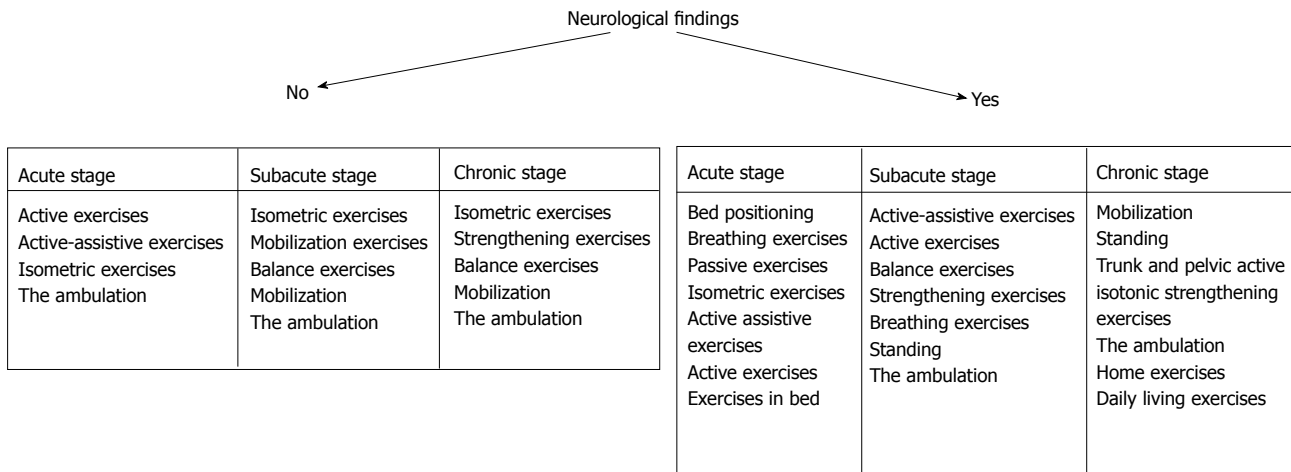 Neurological findings
No
Yes
Acute stage
Active exercises
Active-assistive exercises
Isometric exercises
The ambulation
Subacute stage
Isometric exercises
Mobilization exercises
Balance exercises
Mobilization
The ambulation
Chronic stage
Isometric exercises
Strengthening exercises
Balance exercises
Mobilization
The ambulation
Acute stage
Bed positioning
Breathing exercises
Passive exercises
Isometric exercises
Active assistive
exercises
Active exercises
Exercises in bed
Subacute stage
Active-assistive exercises
Active exercises
Balance exercises
Strengthening exercises
Breathing exercises
Standing
The ambulation
Chronic stage
Mobilization
Standing
Trunk and pelvic active
isotonic strengthening
exercises
The ambulation
Home exercises
Daily living exercises